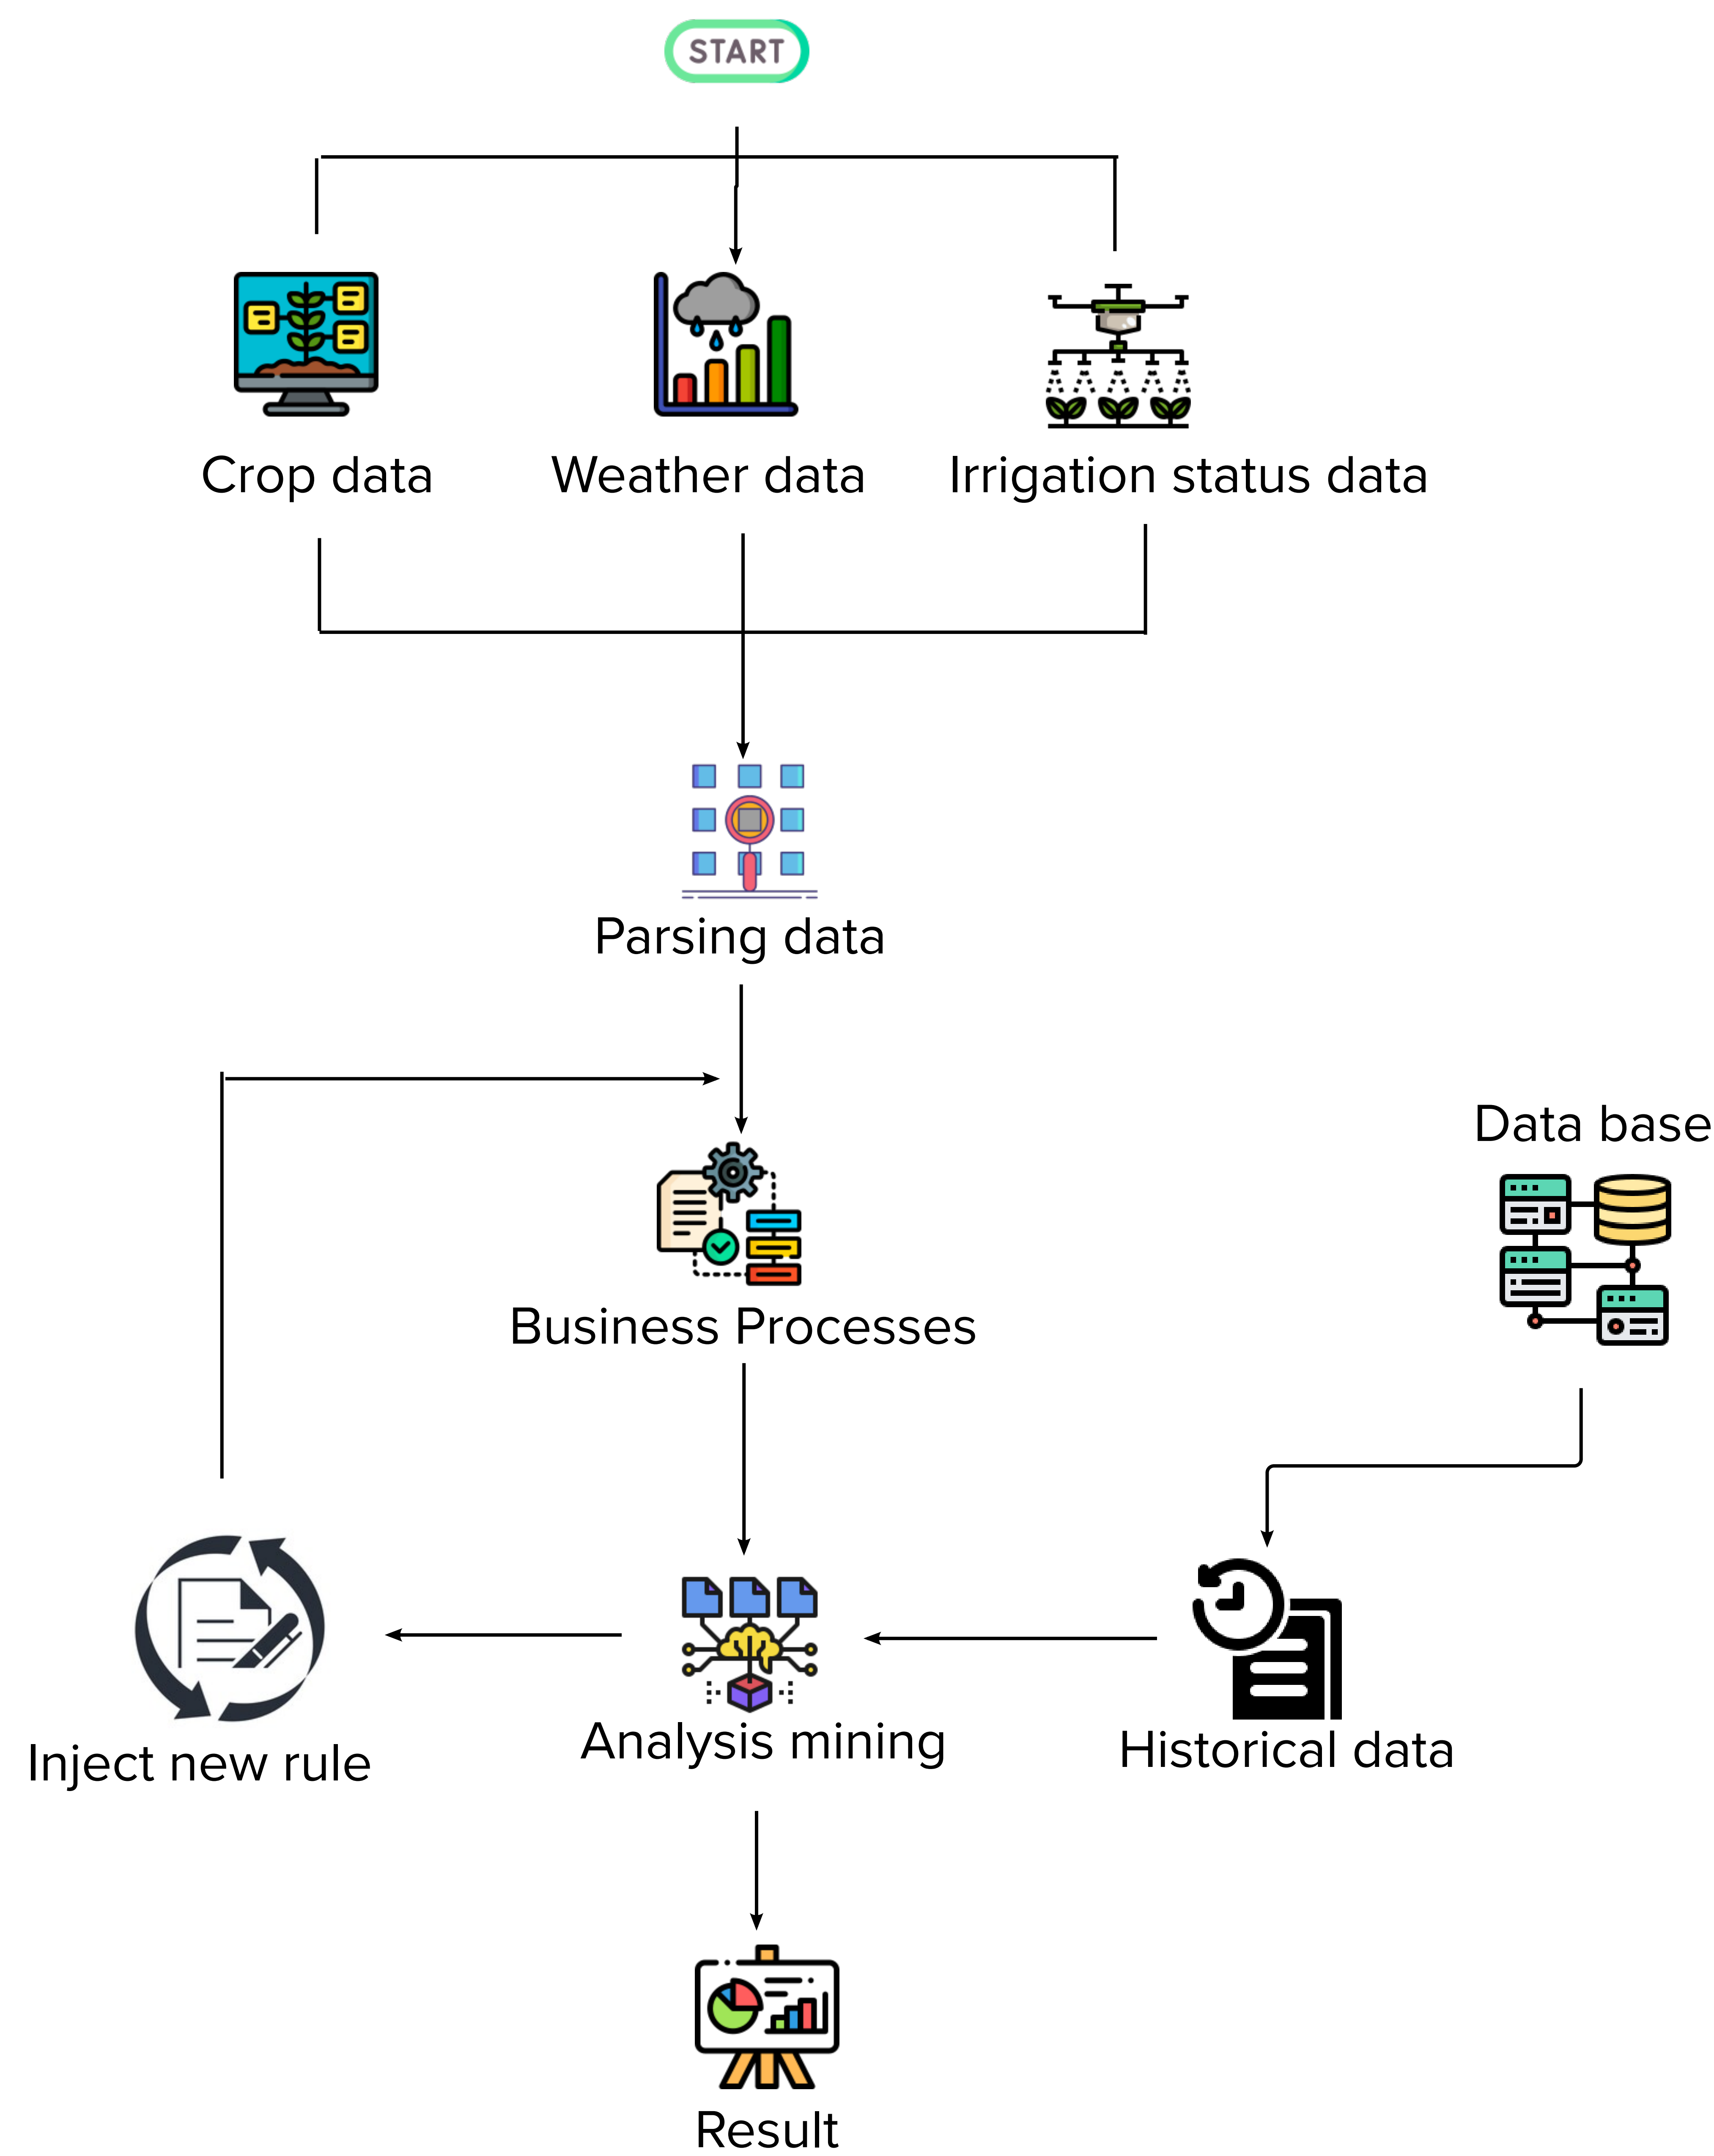 START
Crop data
Weather data
Irrigation status data
Parsing data
Data base
Business Processes
Inject new rule
Analysis mining
Historical data
Result